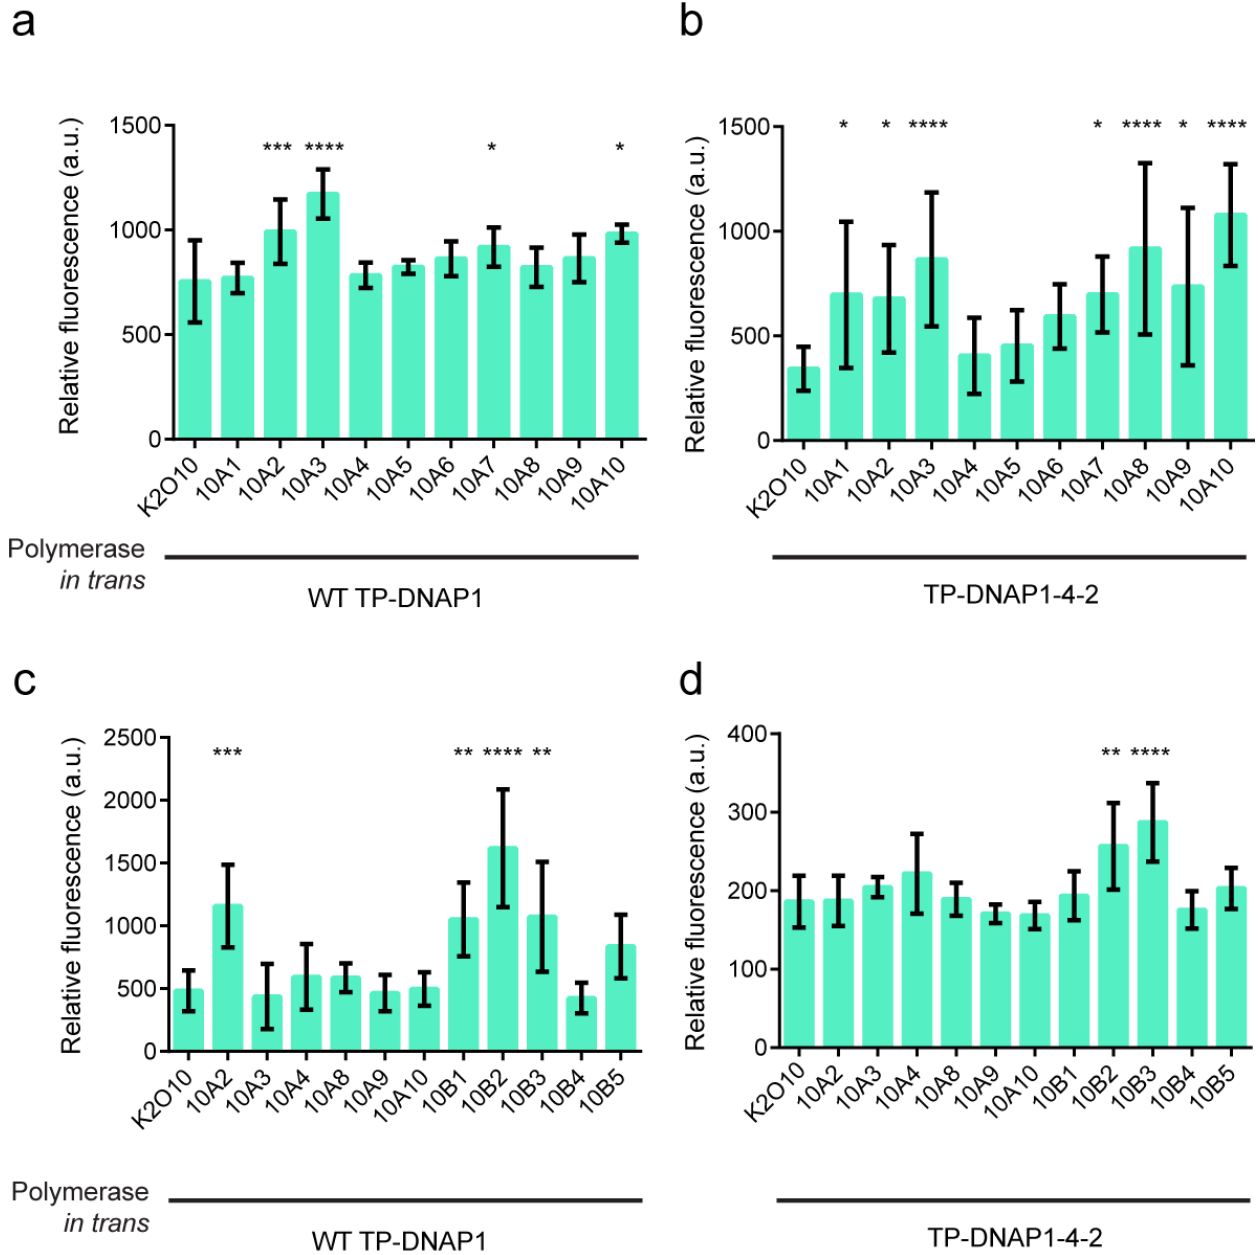 a
Relative fluorescence (a.u.)
1500
1000
500
0
*** **** * *
K2O10 10A1 10A2 10A3 10A4 10A5 10A6 10A7 10A8 10A9 10A10
Polymerase
in trans
WT TP-DNAP1
b
Relative fluorescence (a.u.)
1500
1000
500
0
* * **** * **** * ****
K2O10 10A1 10A2 10A3 10A4 10A5 10A6 10A7 10A8 10A9 10A10
TP-DNAP1-4-2
c
Relative fluorescence (a.u.)
2500
2000
1500
1000
500
0
*** ** **** **
K2O10 10A2 10A3 10A4 10A8 10A9 10A10 10B1 10B2 10B3 10B4 10B5
Polymerase
in trans
WT TP-DNAP1
d
Relative fluorescence (a.u.)
400
300
200
100
0
** ****
K2O10 10A2 10A3 10A4 10A8 10A9 10A10 10B1 10B2 10B3 10B4 10B5
TP-DNAP1-4-2